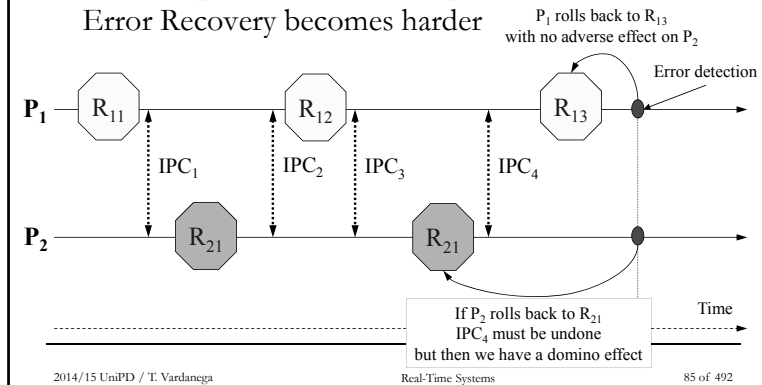 Error Recovery becomes harder
P₁ rolls back to R₁₃
with no adverse effect on P₂
Error detection
P₁
R₁₁
R₁₂
R₁₃
IPC₁
IPC₂
IPC₃
IPC₄
P₂
R₂₁
R₂₁
If P₂ rolls back to R₂₁
IPC₄ must be undone
but then we have a domino effect
Time
2014/15 UniPD / T. Vardanega
Real-Time Systems
85 of 492